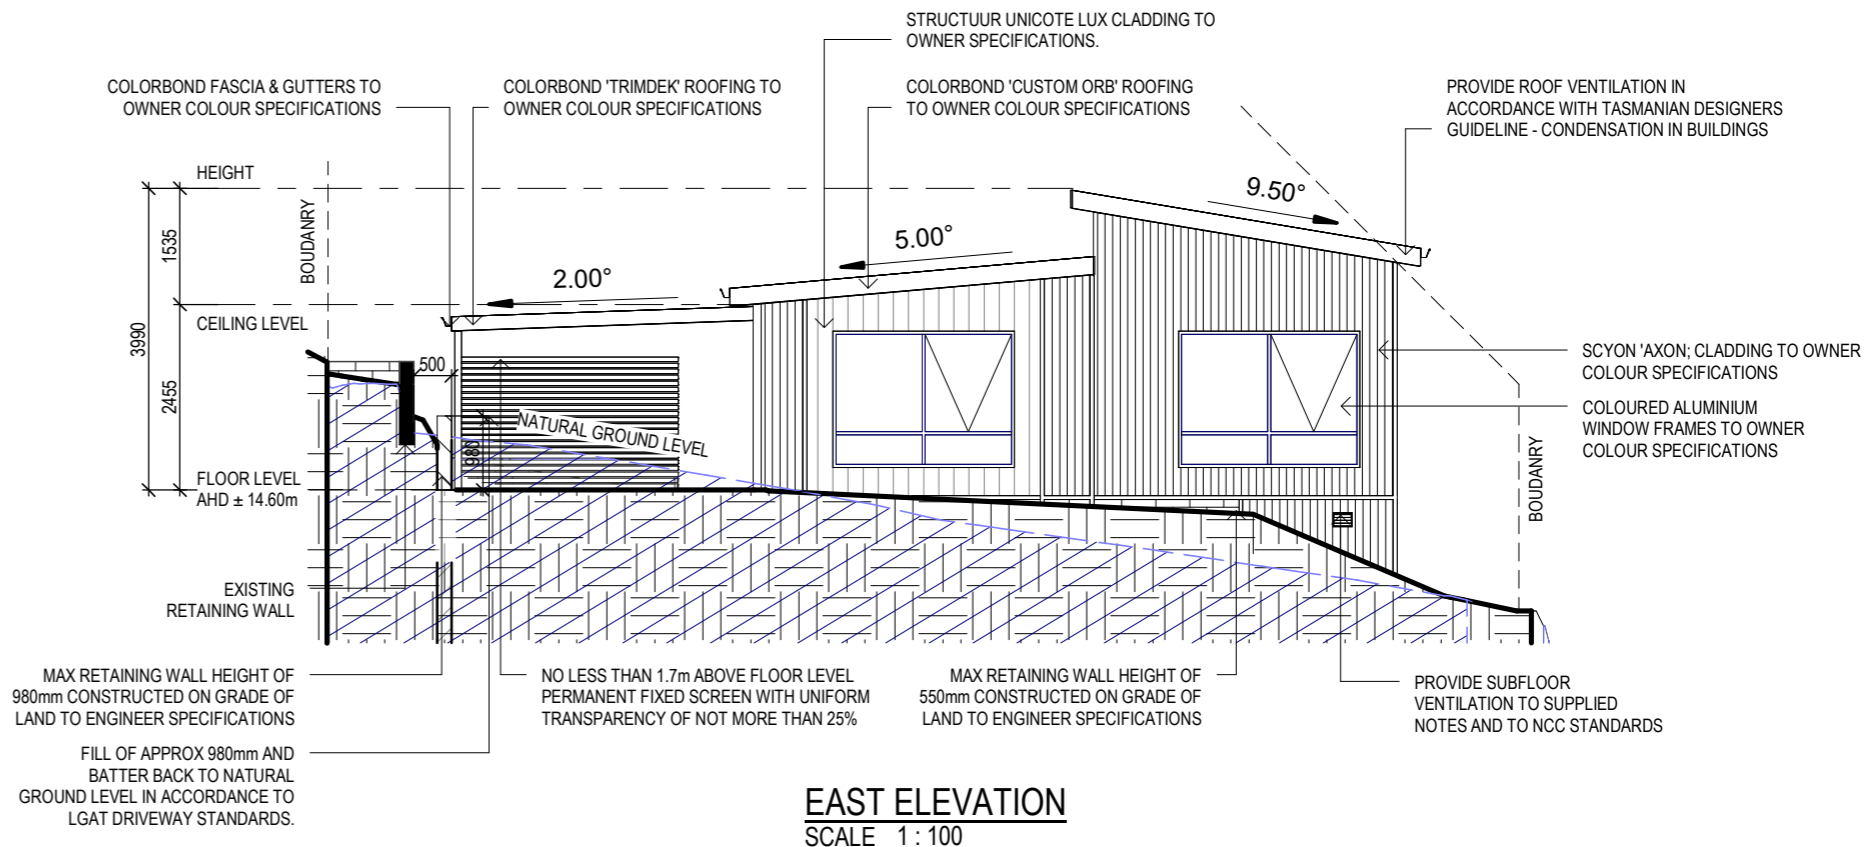 STRUCTUUR UNICOTE LUX CLADDING TO
OWNER SPECIFICATIONS.
COLORBOND FASCIA & GUTTERS TO
OWNER COLOUR SPECIFICATIONS
COLORBOND 'TRIMDEK' ROOFING TO
OWNER COLOUR SPECIFICATIONS
COLORBOND 'CUSTOM ORB' ROOFING
TO OWNER COLOUR SPECIFICATIONS
PROVIDE ROOF VENTILATION IN
ACCORDANCE WITH TASMANIAN DESIGNERS
GUIDELINE - CONDENSATION IN BUILDINGS
HEIGHT
BOUDANRY
9.50°
5.00°
2.00°
1535
3990
2455
CEILING LEVEL
500
SCYON 'AXON; CLADDING TO OWNER
COLOUR SPECIFICATIONS
COLOURED ALUMINIUM
WINDOW FRAMES TO OWNER
COLOUR SPECIFICATIONS
NATURAL GROUND LEVEL
980
FLOOR LEVEL
AHD ± 14.60m
BOUDANRY
EXISTING
RETAINING WALL
MAX RETAINING WALL HEIGHT OF
980mm CONSTRUCTED ON GRADE OF
LAND TO ENGINEER SPECIFICATIONS
NO LESS THAN 1.7m ABOVE FLOOR LEVEL
PERMANENT FIXED SCREEN WITH UNIFORM
TRANSPARENCY OF NOT MORE THAN 25%
MAX RETAINING WALL HEIGHT OF
550mm CONSTRUCTED ON GRADE OF
LAND TO ENGINEER SPECIFICATIONS
PROVIDE SUBFLOOR
VENTILATION TO SUPPLIED
NOTES AND TO NCC STANDARDS
FILL OF APPROX 980mm AND
BATTER BACK TO NATURAL
GROUND LEVEL IN ACCORDANCE TO
LGAT DRIVEWAY STANDARDS.
EAST ELEVATION
SCALE 1 : 100